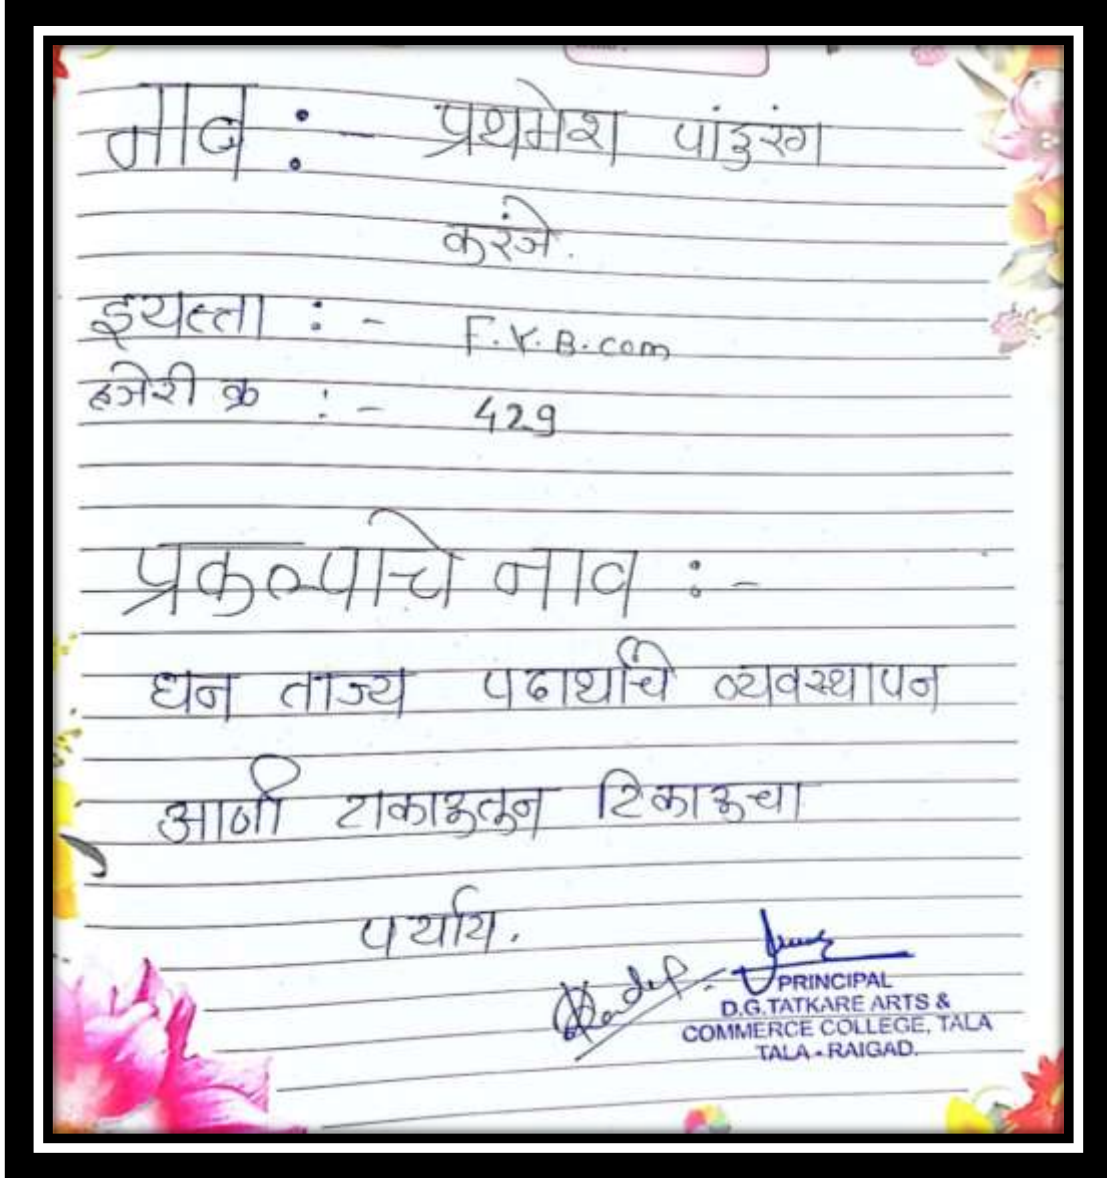 नाव :- प्रथमेश पांडुरंग
करंजे.
इयत्ता :- F.Y.B.com
हजेरी क्र :- 429
प्रकल्पाचे नाव :-
घन ताज्य पदार्थाचे व्यवस्थापन
आणी टाकाऊतून टिकाऊचा
पर्याय.
PRINCIPAL
D.G.TATKARE ARTS &
COMMERCE COLLEGE, TALA
TALA - RAIGAD.